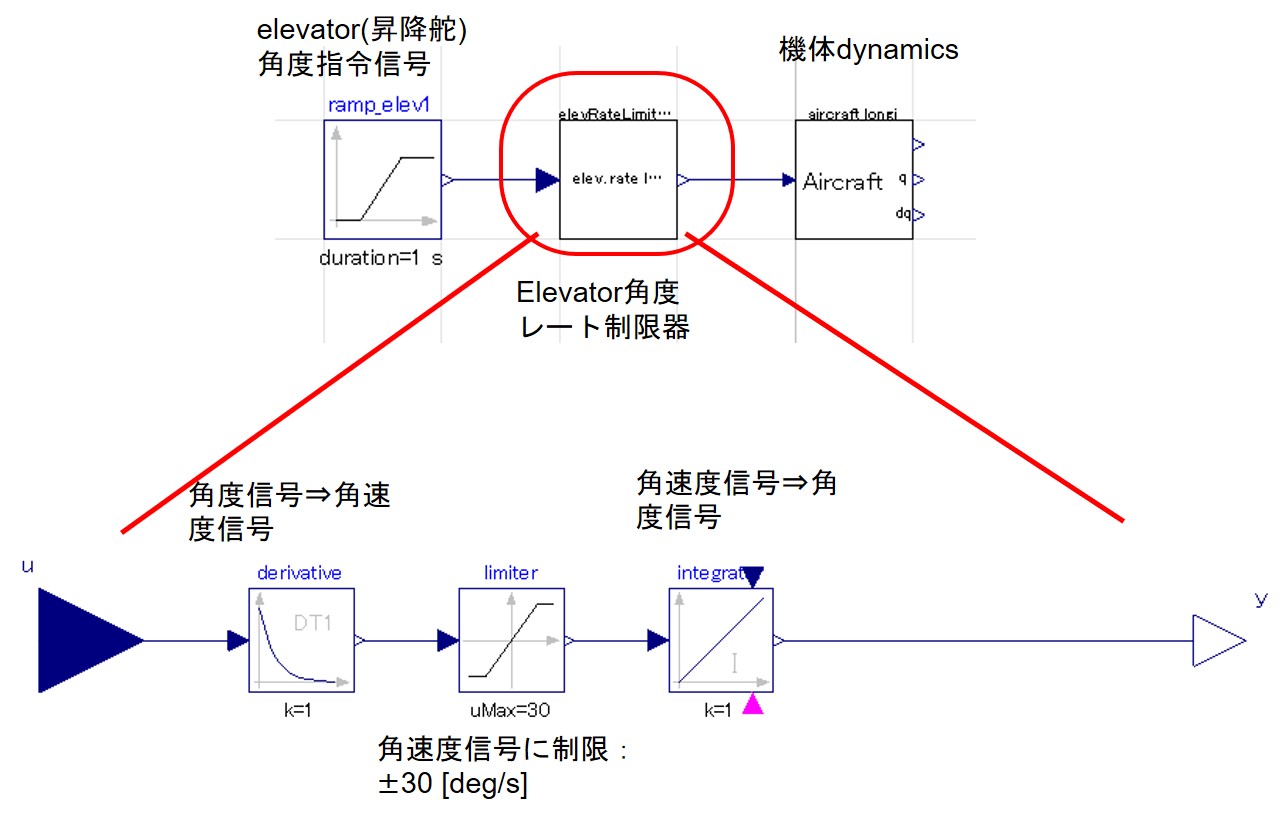 elevator(昇降舵)
角度指令信号
機体dynamics
ramp_elev1
elevRateLimit…
aircraft longi
elev. rate l…
Aircraft
q
dq
duration=1 s
Elevator角度
レート制限器
角度信号⇒角速
度信号
角速度信号⇒角
度信号
u
derivative
limiter
integrat
y
DT1
I
k=1
uMax=30
k=1
角速度信号に制限：
±30 [deg/s]